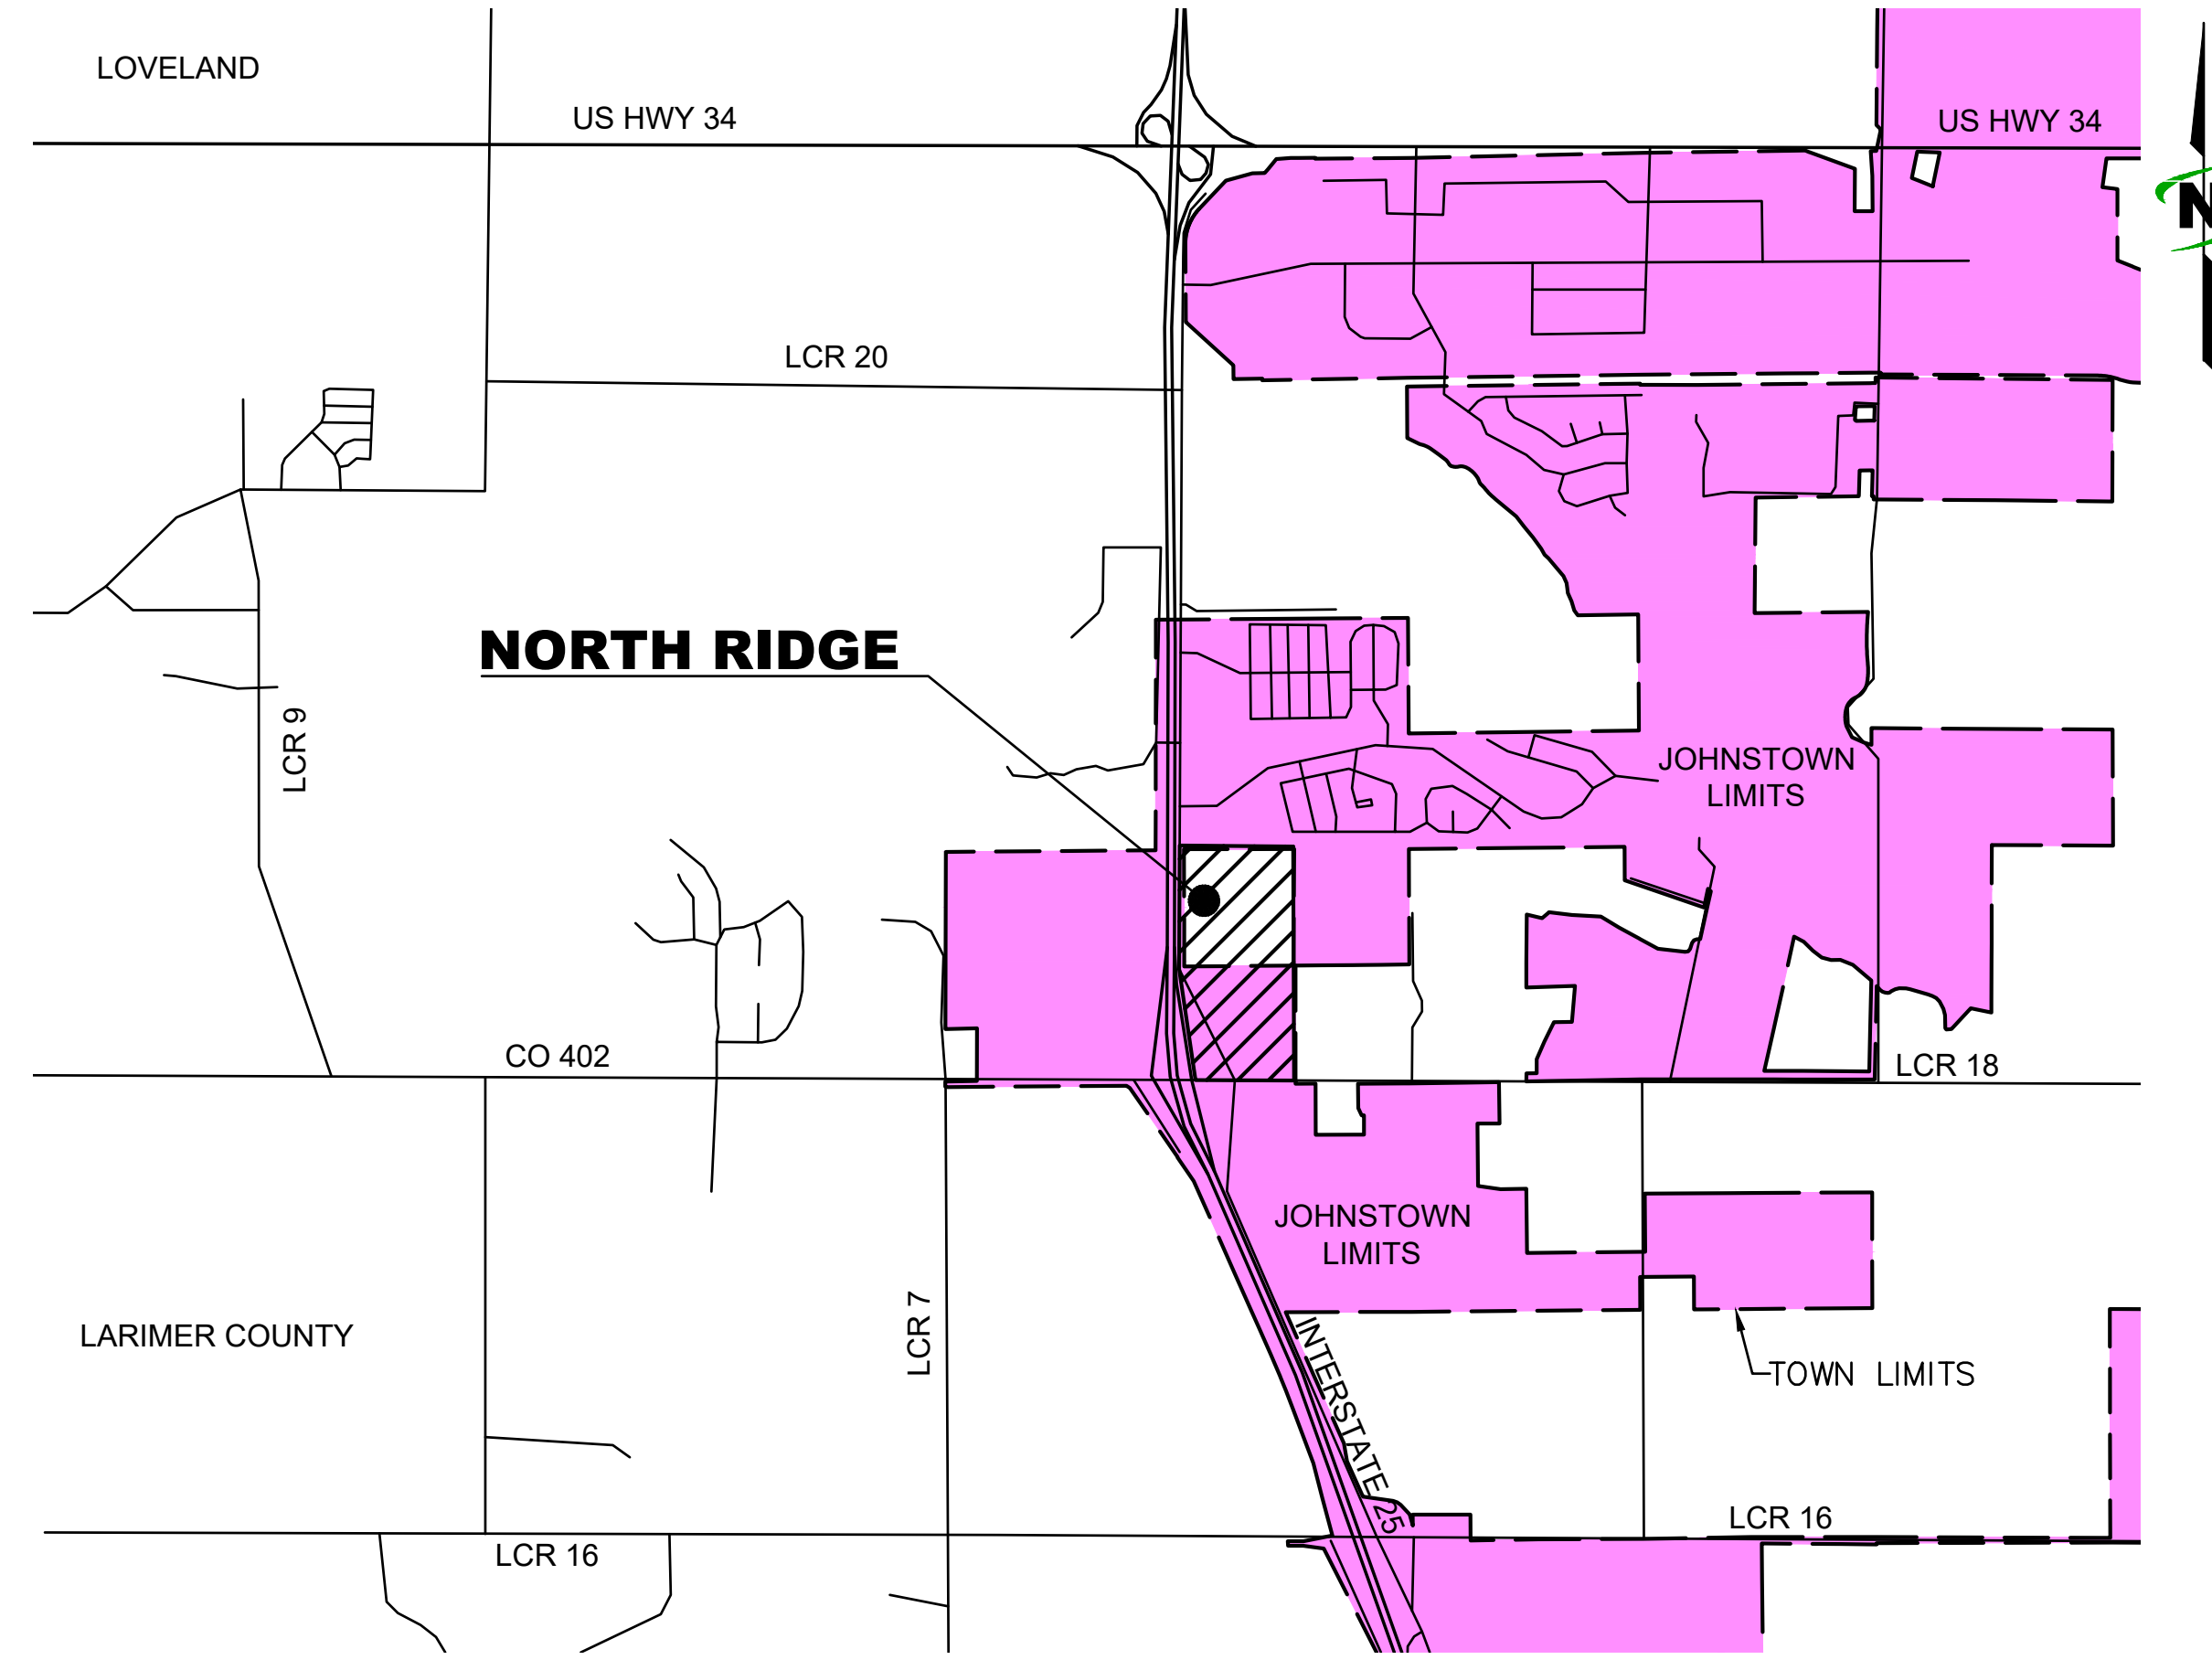 LOVELAND
US HWY 34
US HWY 34
N
LCR 20
NORTH RIDGE
LCR 9
JOHNSTOWN
LIMITS
CO 402
LCR 18
JOHNSTOWN
LIMITS
LCR 7
LARIMER COUNTY
INTERSTATE 25
TOWN LIMITS
LCR 16
LCR 16